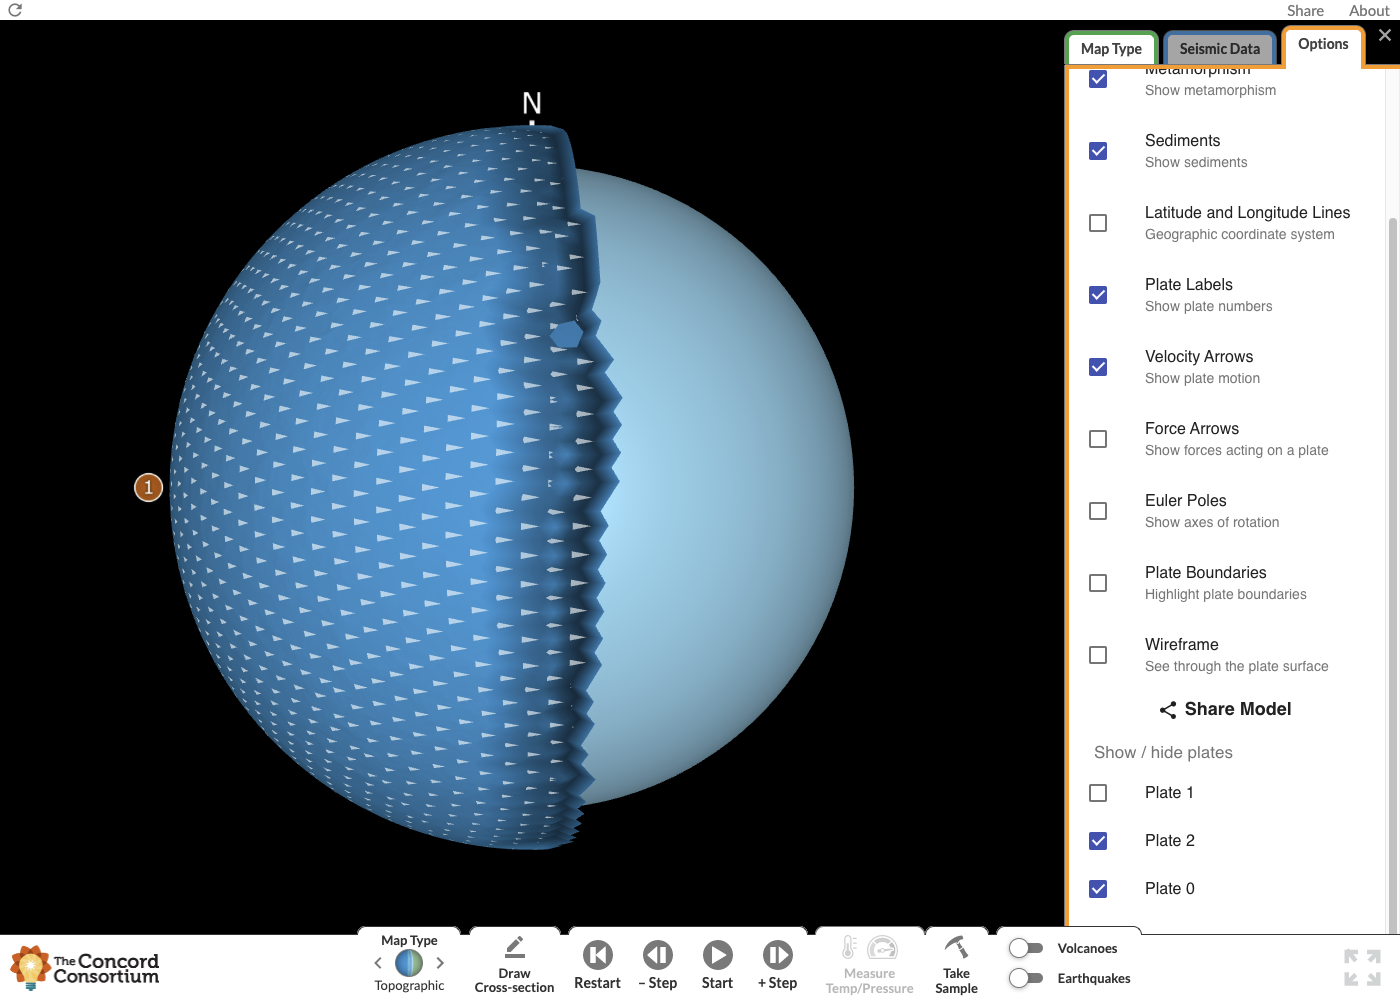 Share
About
Map Type
Seismic Data
Options
N
1
Metamorphism
Show metamorphism
Sediments
Show sediments
Latitude and Longitude Lines
Geographic coordinate system
Plate Labels
Show plate numbers
Velocity Arrows
Show plate motion
Force Arrows
Show forces acting on a plate
Euler Poles
Show axes of rotation
Plate Boundaries
Highlight plate boundaries
Wireframe
See through the plate surface
Share Model
Show / hide plates
Plate 1
Plate 2
Plate 0
The Concord
Consortium
Map Type
Topographic
Draw
Cross-section
Restart
– Step
Start
+ Step
Measure
Temp/Pressure
Take
Sample
Volcanoes
Earthquakes